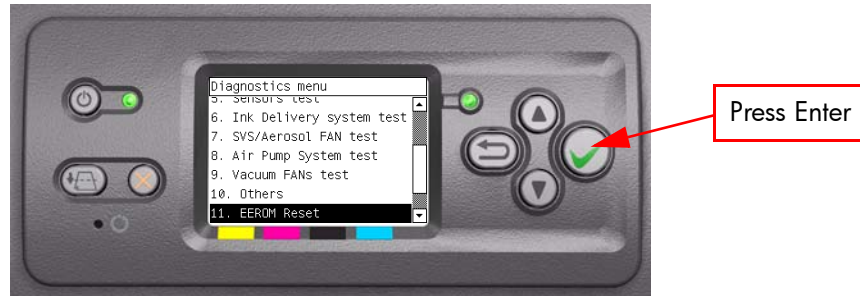 Diagnostics menu
5. Sensors test
6. Ink Delivery system test
7. SVS/Aerosol FAN test
8. Air Pump System test
9. Vacuum FANs test
10. Others
11. EEROM Reset
Press Enter